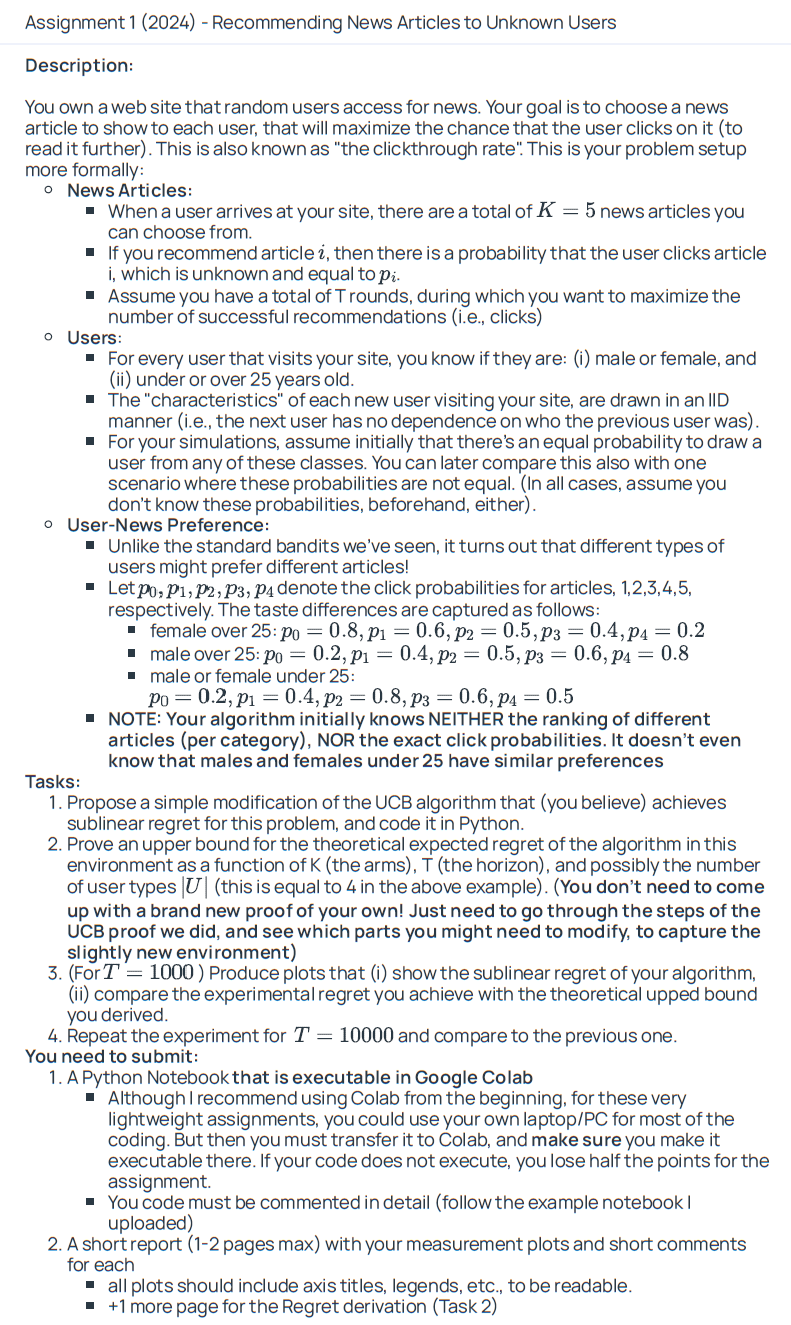 Assignment 1 (2024) - Recommending News Articles to Unknown Users
Description:
You own a web site that random users access for news. Your goal is to choose a news
article to show to each user, that will maximize the chance that the user clicks on it (to
read it further). This is also known as "the clickthrough rate". This is your problem setup
more formally:
○ News Articles:
■ When a user arrives at your site, there are a total of K = 5 news articles you
can choose from.
■ If you recommend article i, then there is a probability that the user clicks article
i, which is unknown and equal to pᵢ.
■ Assume you have a total of T rounds, during which you want to maximize the
number of successful recommendations (i.e., clicks)
○ Users:
■ For every user that visits your site, you know if they are: (i) male or female, and
(ii) under or over 25 years old.
■ The "characteristics" of each new user visiting your site, are drawn in an IID
manner (i.e., the next user has no dependence on who the previous user was).
■ For your simulations, assume initially that there's an equal probability to draw a
user from any of these classes. You can later compare this also with one
scenario where these probabilities are not equal. (In all cases, assume you
don't know these probabilities, beforehand, either).
○ User-News Preference:
■ Unlike the standard bandits we've seen, it turns out that different types of
users might prefer different articles!
■ Let p₀, p₁, p₂, p₃, p₄ denote the click probabilities for articles, 1,2,3,4,5,
respectively. The taste differences are captured as follows:
■ female over 25: p₀ = 0.8, p₁ = 0.6, p₂ = 0.5, p₃ = 0.4, p₄ = 0.2
■ male over 25: p₀ = 0.2, p₁ = 0.4, p₂ = 0.5, p₃ = 0.6, p₄ = 0.8
■ male or female under 25:
p₀ = 0.2, p₁ = 0.4, p₂ = 0.8, p₃ = 0.6, p₄ = 0.5
■ NOTE: Your algorithm initially knows NEITHER the ranking of different
articles (per category), NOR the exact click probabilities. It doesn't even
know that males and females under 25 have similar preferences
Tasks:
1. Propose a simple modification of the UCB algorithm that (you believe) achieves
sublinear regret for this problem, and code it in Python.
2. Prove an upper bound for the theoretical expected regret of the algorithm in this
environment as a function of K (the arms), T (the horizon), and possibly the number
of user types |U| (this is equal to 4 in the above example). (You don't need to come
up with a brand new proof of your own! Just need to go through the steps of the
UCB proof we did, and see which parts you might need to modify, to capture the
slightly new environment)
3. (For T = 1000 ) Produce plots that (i) show the sublinear regret of your algorithm,
(ii) compare the experimental regret you achieve with the theoretical upped bound
you derived.
4. Repeat the experiment for T = 10000 and compare to the previous one.
You need to submit:
1. A Python Notebook that is executable in Google Colab
■ Although I recommend using Colab from the beginning, for these very
lightweight assignments, you could use your own laptop/PC for most of the
coding. But then you must transfer it to Colab, and make sure you make it
executable there. If your code does not execute, you lose half the points for the
assignment.
■ You code must be commented in detail (follow the example notebook I
uploaded)
2. A short report (1-2 pages max) with your measurement plots and short comments
for each
■ all plots should include axis titles, legends, etc., to be readable.
■ +1 more page for the Regret derivation (Task 2)